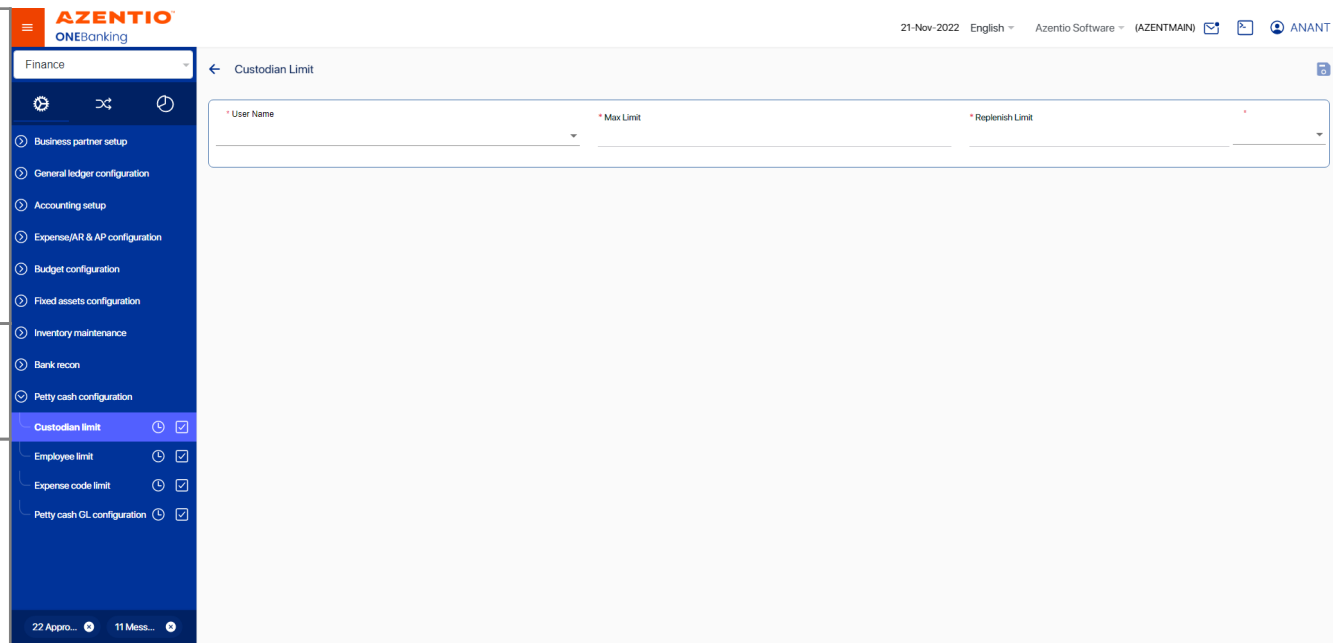 AZENTIO
ONEBanking
21-Nov-2022 English Azentio Software (AZENTMAIN) ANANT
Finance
Custodian Limit
* User Name
* Max Limit
* Replenish Limit
*
Business partner setup
General ledger configuration
Accounting setup
Expense/AR & AP configuration
Budget configuration
Fixed assets configuration
Inventory maintenance
Bank recon
Petty cash configuration
Custodian limit
Employee limit
Expense code limit
Petty cash GL configuration
22 Appro... 11 Mess...